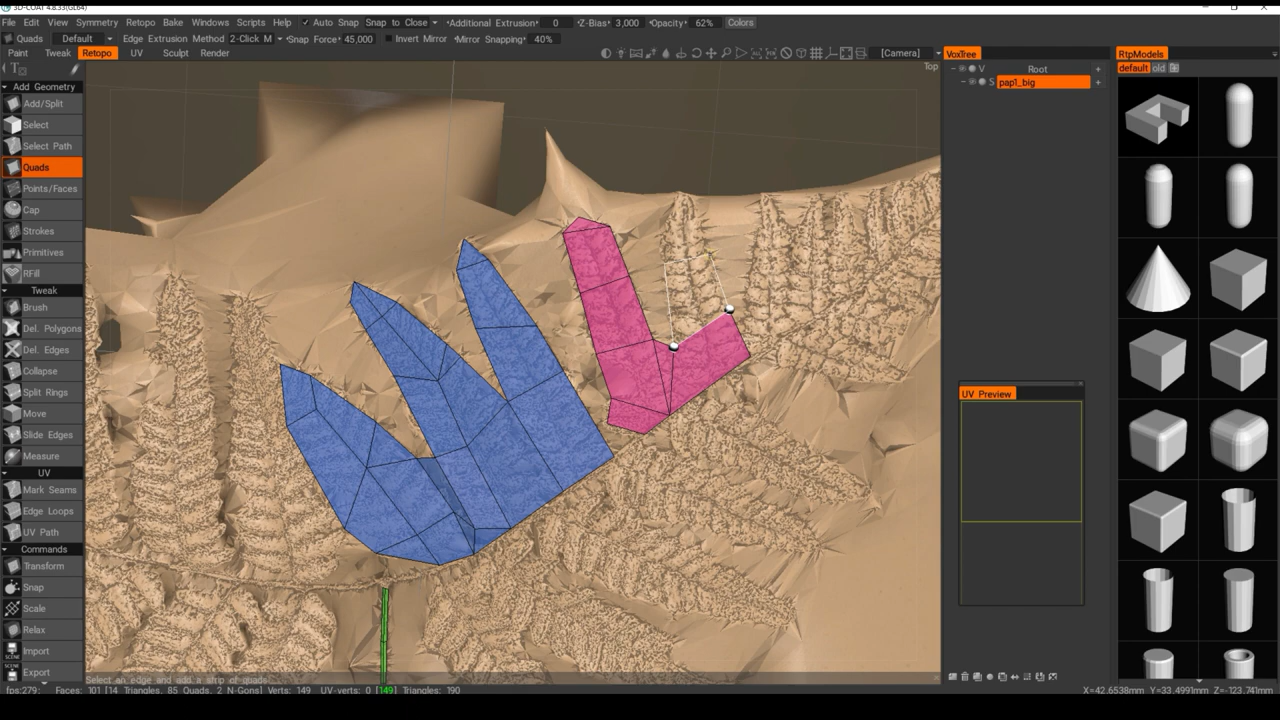 3D-COAT 4.8.33(GL64)
File Edit View Symmetry Retopo Bake Windows Scripts Help Auto Snap Snap to Close Additional Extrusion 0 Z-Bias 3,000 Opacity 62% Colors
Quads Default Edge Extrusion Method 2-Click M Snap Force 45,000 Invert Mirror Mirror Snapping 40%
Paint Tweak Retopo UV Sculpt Render [Camera] VoxTree RtpModels
Top Root default old
pap1_big
Add Geometry
Add/Split
Select
Select Path
Quads
Points/Faces
Cap
Strokes
Primitives
RFill
Tweak
Brush
Del. Polygons
Del. Edges
Collapse
Split Rings
Move
Slide Edges
Measure
UV
Mark Seams
Edge Loops
UV Path
Commands
Transform
Snap
Scale
Relax
Import
Export
UV Preview
Select an edge and add a strip of quads
fps:279; Faces: 101 [14 Triangles, 85 Quads, 2 N-Gons] Verts: 149 UV-verts: 0 [149] Triangles: 190 X=42.6538mm Y=33.4991mm Z=-123.741mm